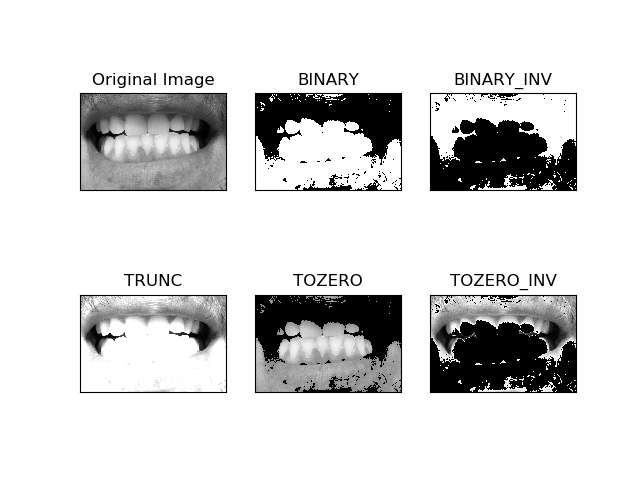 Original Image
BINARY
BINARY_INV
TRUNC
TOZERO
TOZERO_INV